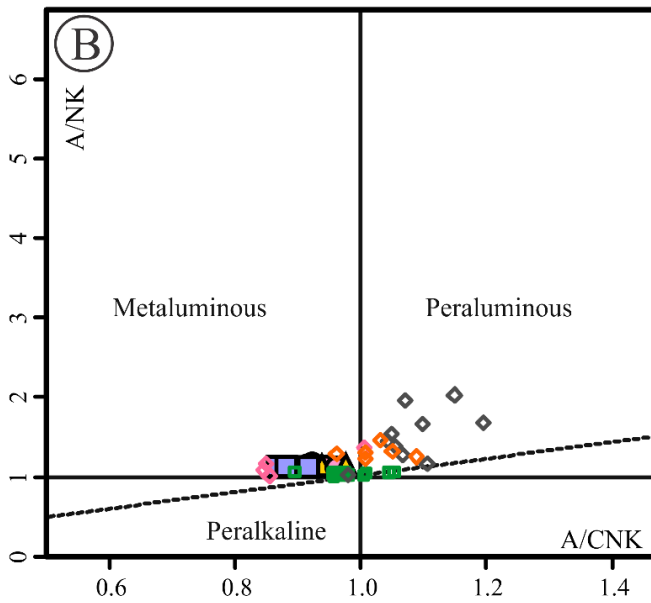 B
A/NK
6
5
4
3
2
1
0
Metaluminous
Peraluminous
Peralkaline
A/CNK
0.6 0.8 1.0 1.2 1.4